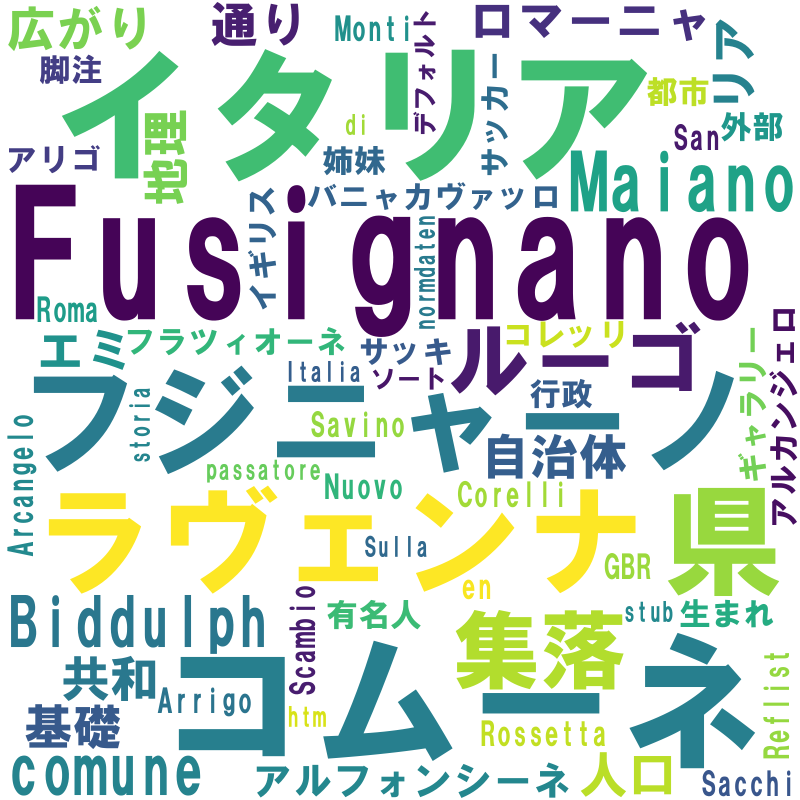 広がり
通り
Monti
デフォルト
ロマーニャ
リア
脚注
イタリア
地理
di
サッカー
都市
外部
San
アリゴ
姉妹
Maiano
イギリス
バニャカヴァッツロ
Fusignano
normdaten
Roma
エミ
フラツィオーネ
サッキ
コレッリ
ルーゴ
ギャラリー
アルカンジェロ
Italia
ソート
行政
フジニャーノ
storia
ニ
Savino
自治体
Arcangelo
passatore
Nuovo
Corelli
ラヴェンナ
県
Sulla
GBR
en
Biddulph
Scambio
有名人
集落
stub
生まれ
共和
Arrigo
コムーネ
Reflist
基礎
htm
Rossetta
comune
アルフォンシーネ
人口
Sacchi